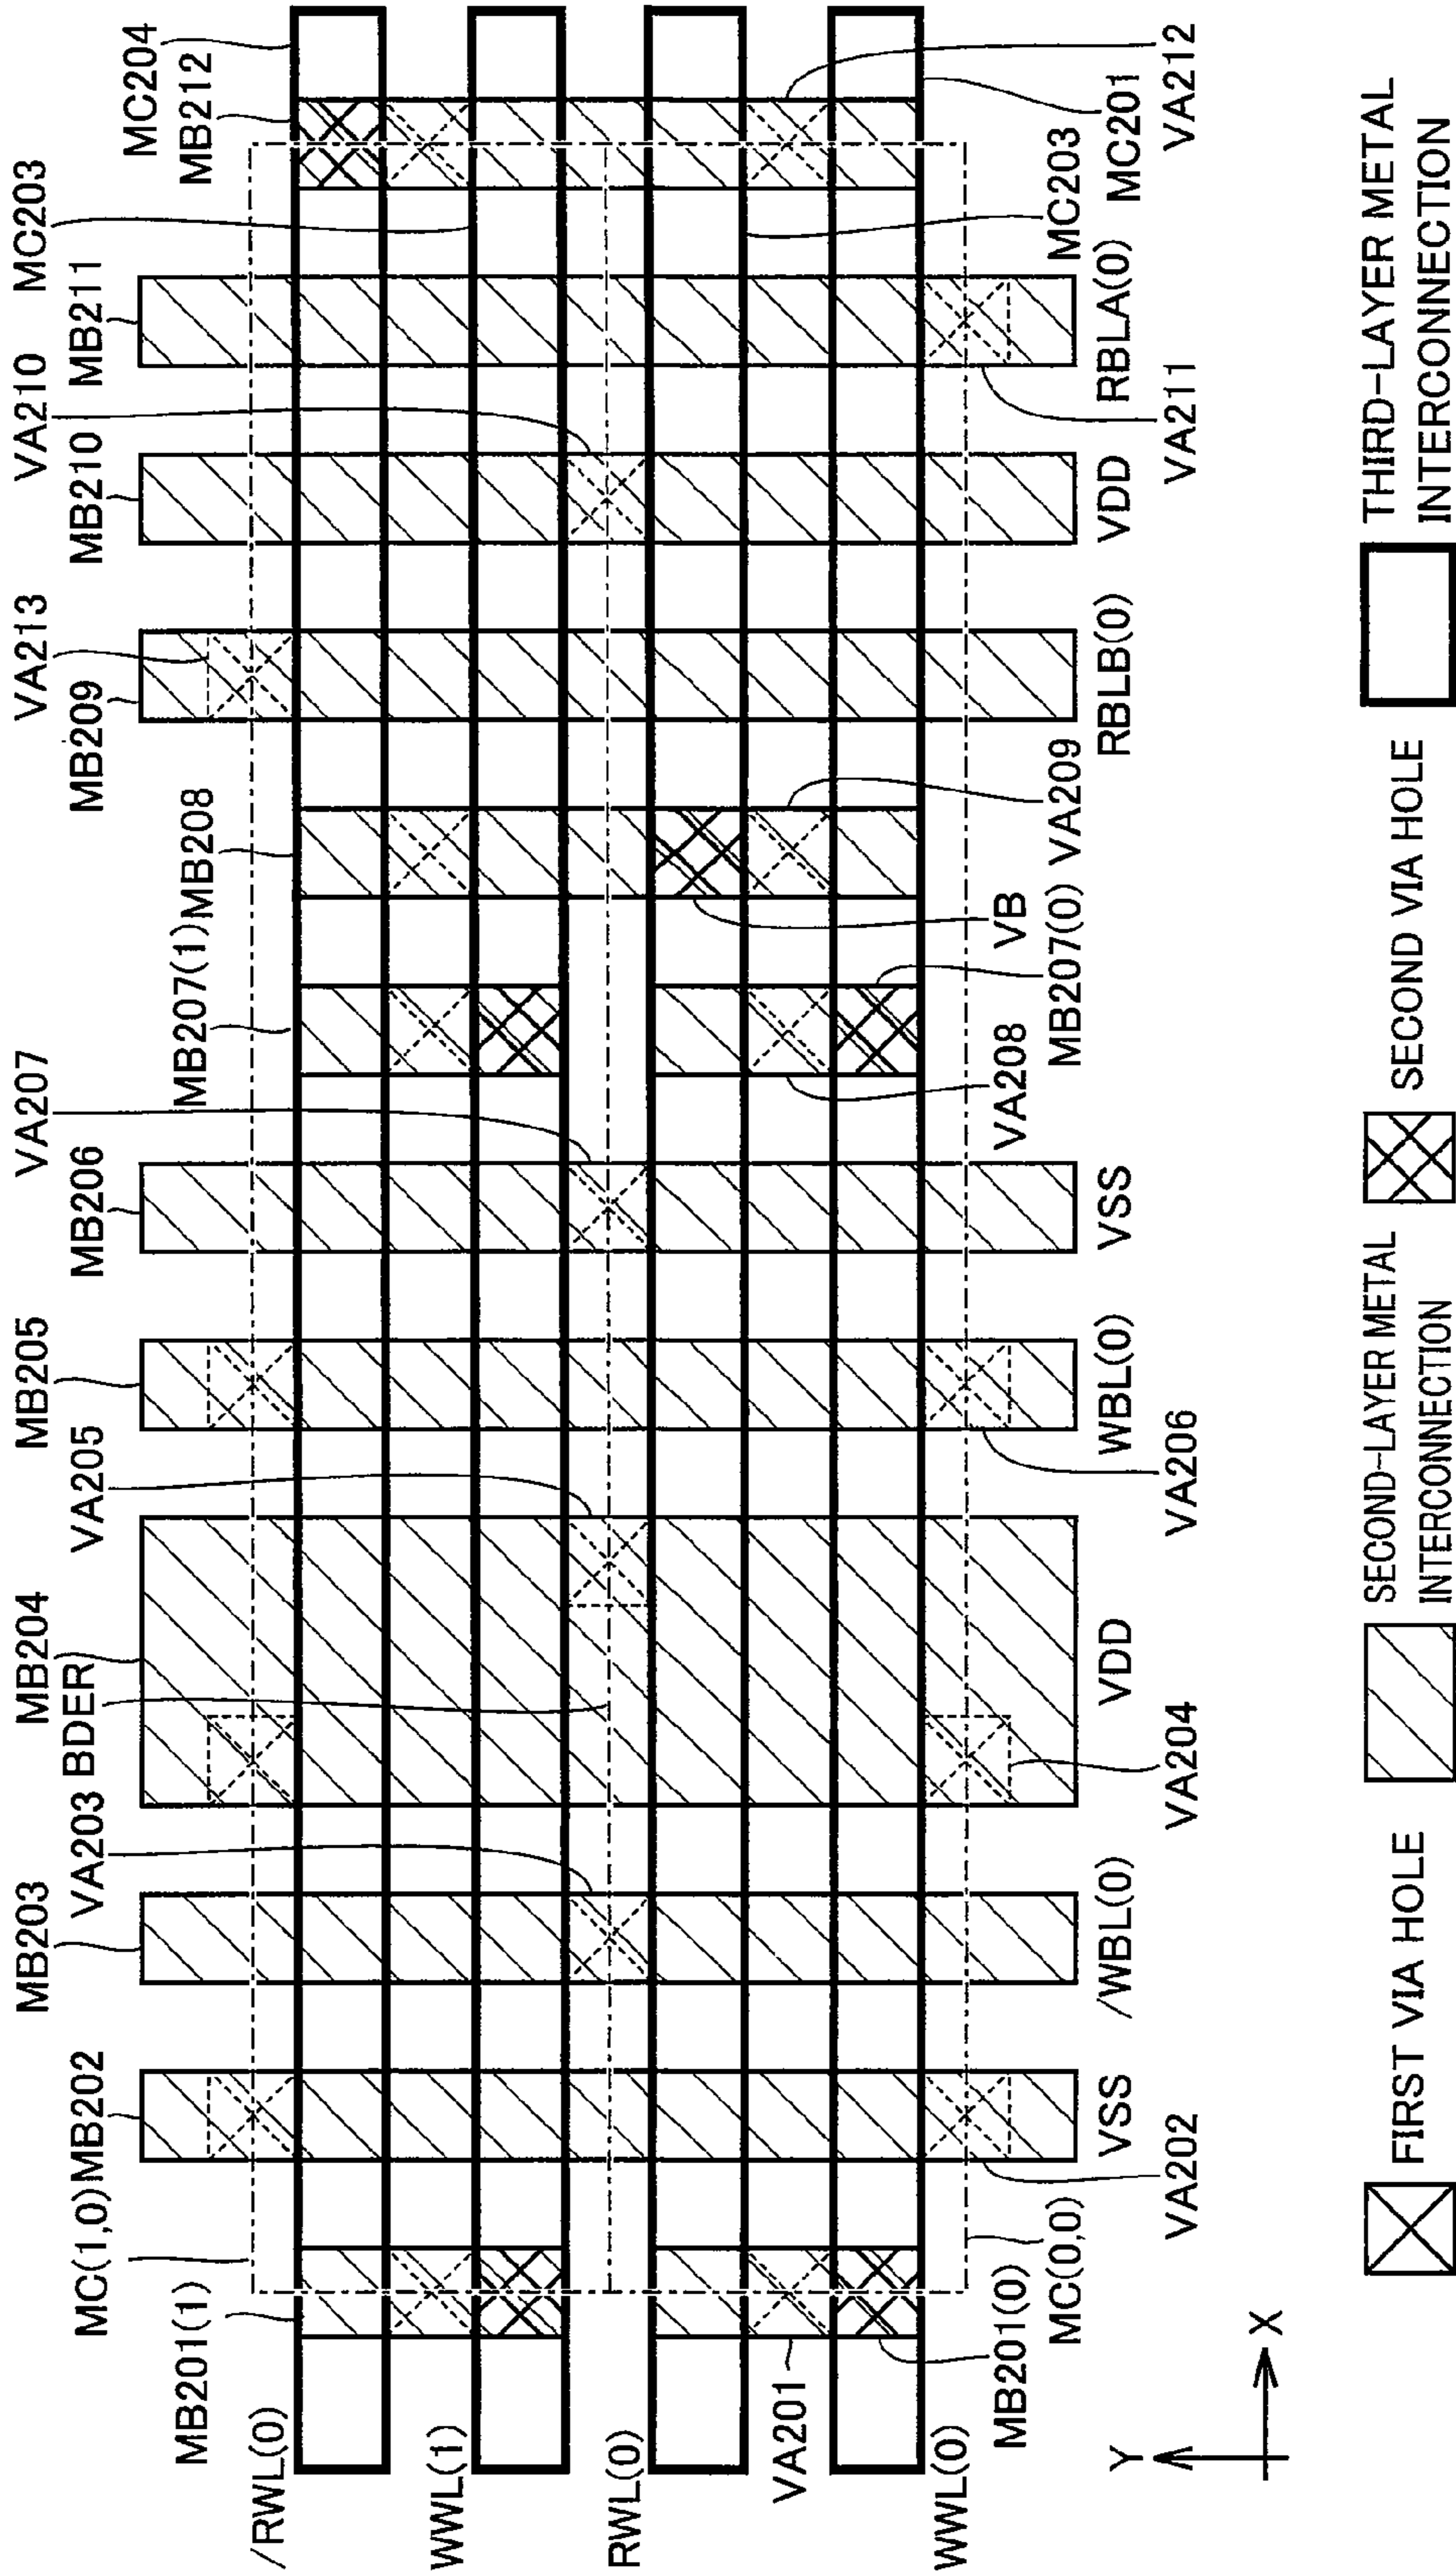 MC204
MB212
MC203
MB211
VA210
MB210
VA213
MB209
MB207(1)
MB208
VA207
MB206
MB205
VA205
MB204
BDER
VA203
MB203
MC(1,0)
MB202
MB201(1)
/RWL(0)
WWL(1)
RWL(0)
WWL(0)
VA201
MB201(0)
MC(0,0)
VA202
VSS
/WBL(0)
VA204
VDD
VA206
WBL(0)
VSS
VA208
MB207(0)
VB
VA209
RBLB(0)
VDD
VA211
RBLA(0)
MC203
MC201
VA212
Y
X
FIRST VIA HOLE
SECOND-LAYER METAL
INTERCONNECTION
SECOND VIA HOLE
THIRD-LAYER METAL
INTERCONNECTION